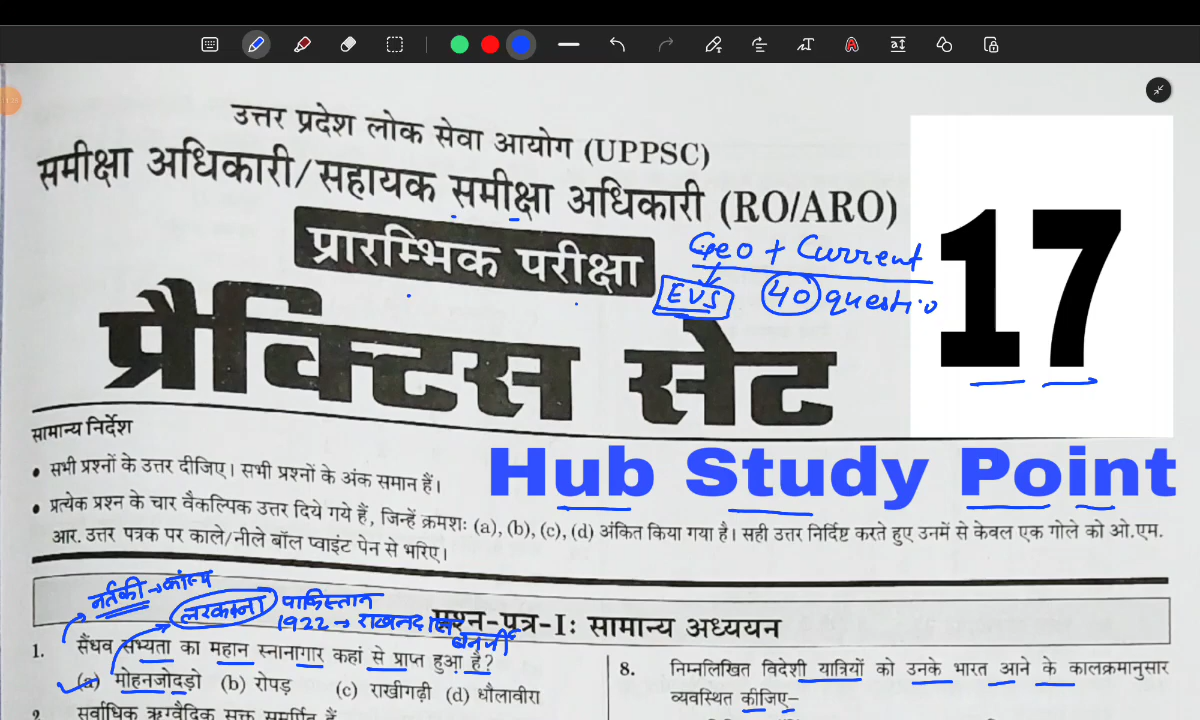 उत्तर प्रदेश लोक सेवा आयोग (UPPSC)
समीक्षा अधिकारी/सहायक समीक्षा अधिकारी (RO/ARO)
प्रारम्भिक परीक्षा
Geo + Current
EVS 40 questio
17
प्रैक्टिस सेट
सामान्य निर्देश
Hub Study Point
• सभी प्रश्नों के उत्तर दीजिए। सभी प्रश्नों के अंक समान हैं।
• प्रत्येक प्रश्न के चार वैकल्पिक उत्तर दिये गये हैं, जिन्हें क्रमशः (a), (b), (c), (d) अंकित किया गया है। सही उत्तर निर्दिष्ट करते हुए उनमें से केवल एक गोले को ओ.एम.
आर. उत्तर पत्रक पर काले/नीले बॉल प्वाइंट पेन से भरिए।
नर्तकी → कांस्य
लरकाना पाकिस्तान
1922 → राखलदास
बनर्जी
प्रश्न-पत्र-I: सामान्य अध्ययन
1. सैंधव सभ्यता का महान स्नानागार कहां से प्राप्त हुआ है?
(a) मोहनजोदड़ो (b) रोपड़ (c) राखीगढ़ी (d) धौलावीरा
2. सर्वाधिक ऋग्वैदिक सूक्त समर्पित हैं
8. निम्नलिखित विदेशी यात्रियों को उनके भारत आने के कालक्रमानुसार
व्यवस्थित कीजिए–